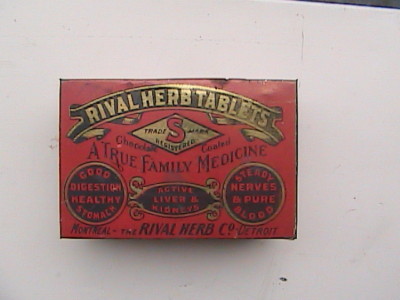 RIVAL HERB TABLETS
TRADE S MARK
REGISTERED
Chocolate Coated
A TRUE FAMILY MEDICINE
GOOD
DIGESTION
HEALTHY
STOMACH
ACTIVE
LIVER &
KIDNEYS
STEADY
NERVES
& PURE
BLOOD
MONTREAL - THE RIVAL HERB CO. - DETROIT.